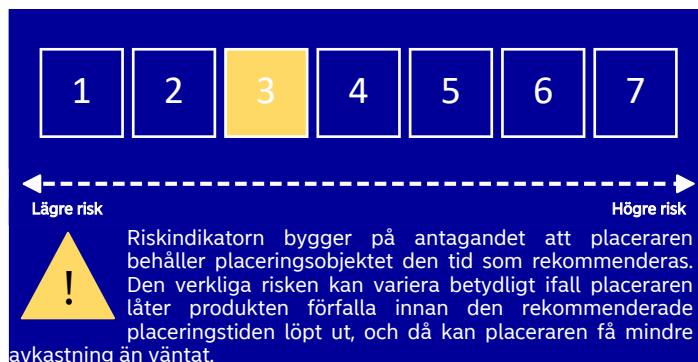 1 2 3 4 5 6 7
Lägre risk Högre risk
Riskindikatorn bygger på antagandet att placeraren
behåller placeringsobjektet den tid som rekommenderas.
Den verkliga risken kan variera betydligt ifall placeraren
! låter produkten förfalla innan den rekommenderade
placeringstiden löpt ut, och då kan placeraren få mindre
avkastning än väntat.